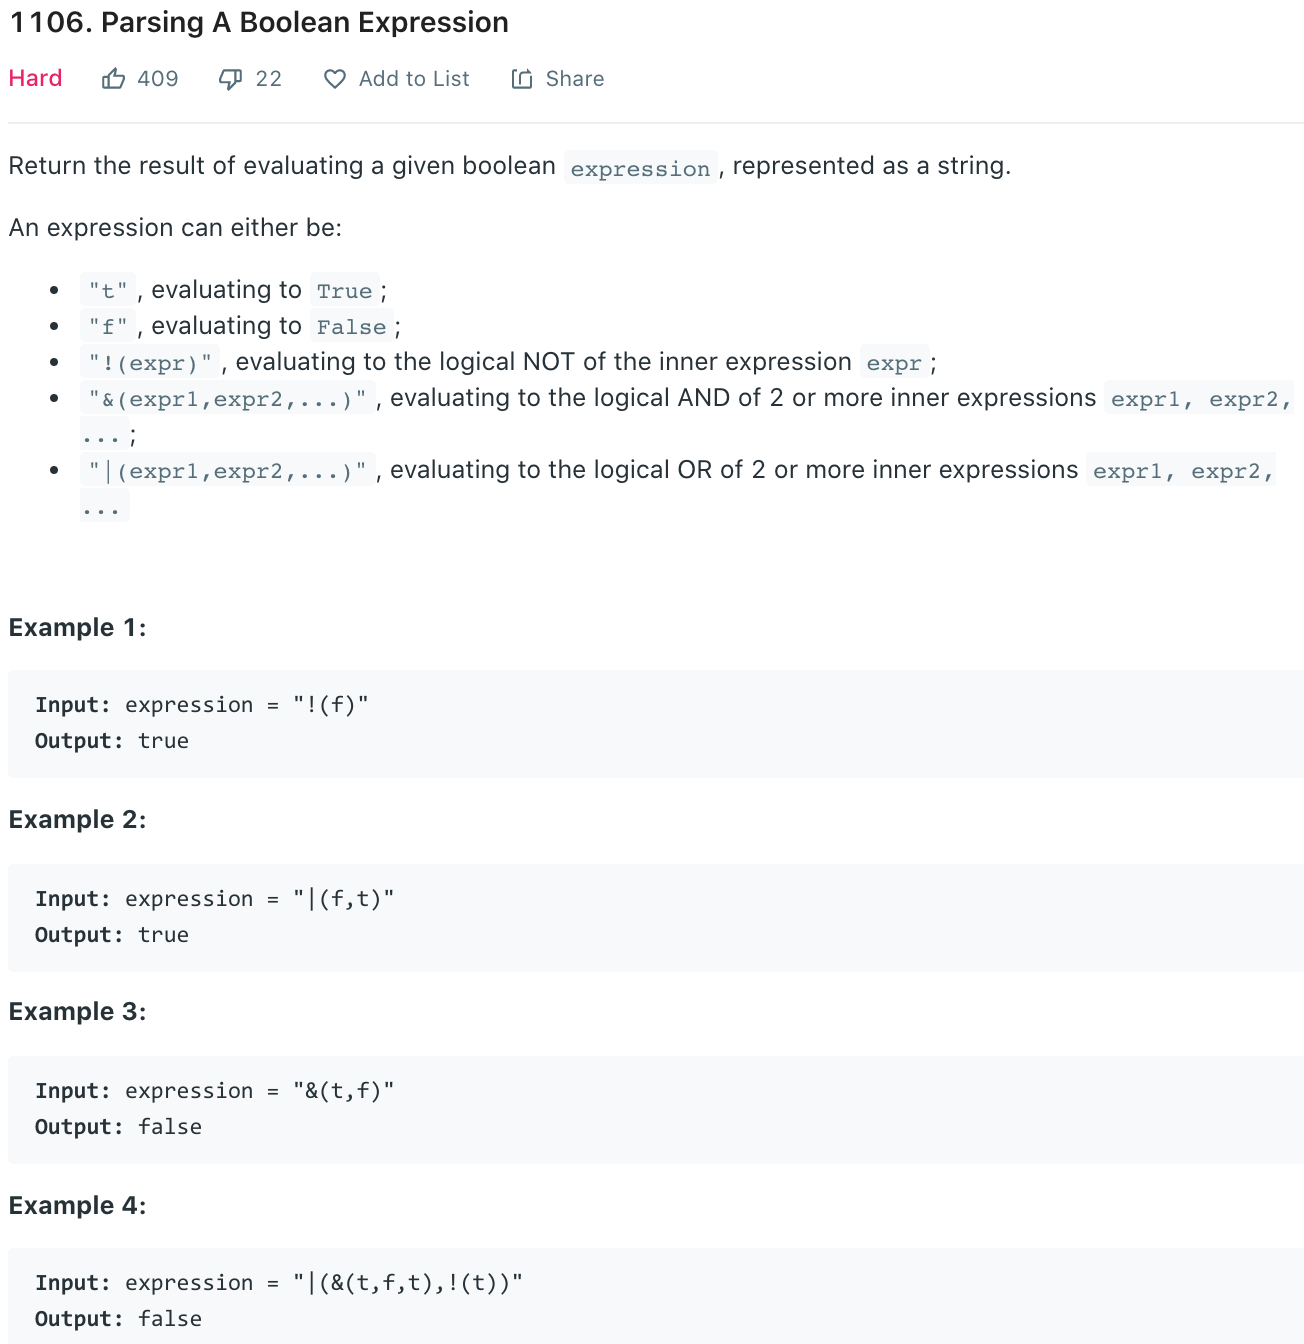 1106. Parsing A Boolean Expression
Hard 409 22 Add to List Share
Return the result of evaluating a given boolean expression, represented as a string.
An expression can either be:
• "t", evaluating to True;
• "f", evaluating to False;
• "!(expr)", evaluating to the logical NOT of the inner expression expr;
• "&(expr1,expr2,...)", evaluating to the logical AND of 2 or more inner expressions expr1, expr2,
...;
• "|(expr1,expr2,...)", evaluating to the logical OR of 2 or more inner expressions expr1, expr2,
...
Example 1:
Input: expression = "!(f)"
Output: true
Example 2:
Input: expression = "|(f,t)"
Output: true
Example 3:
Input: expression = "&(t,f)"
Output: false
Example 4:
Input: expression = "|(&(t,f,t),!(t))"
Output: false